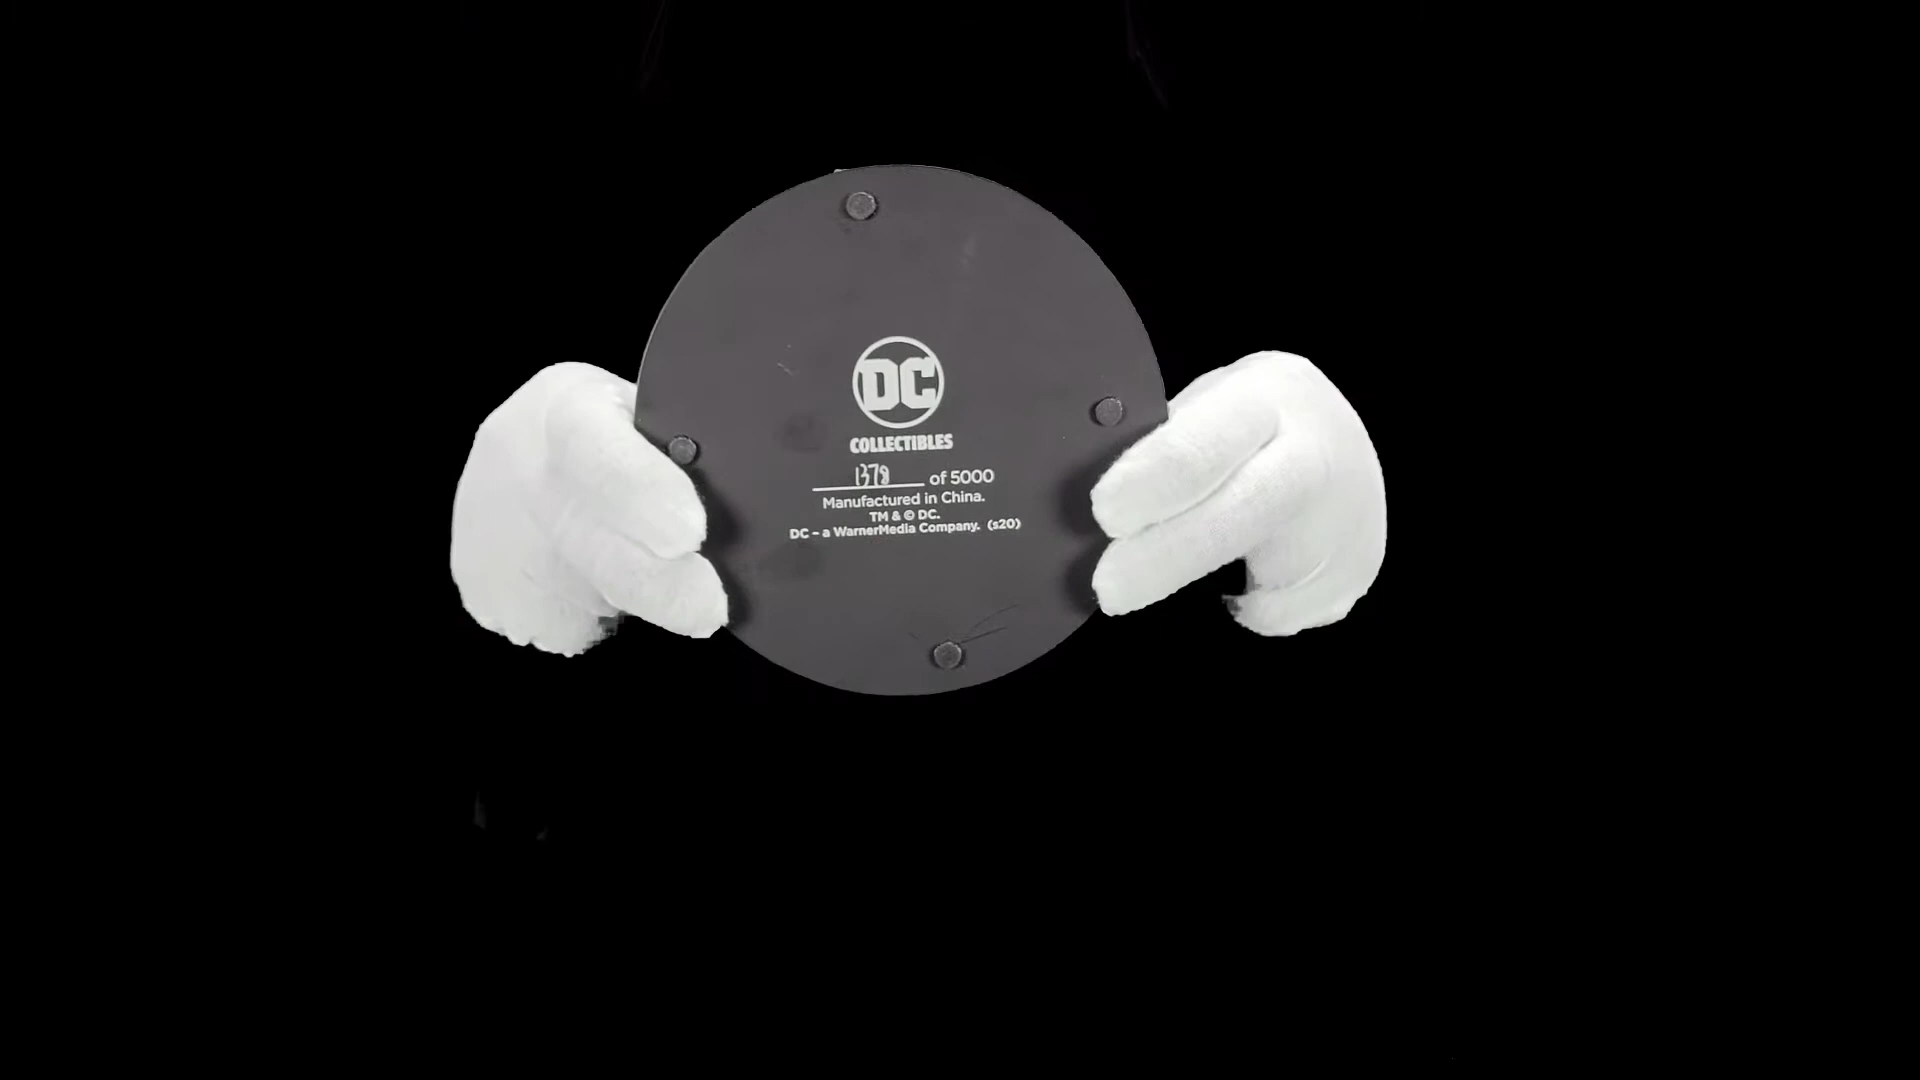 DC
COLLECTIBLES
1378 of 5000
Manufactured in China.
TM & © DC.
DC – a WarnerMedia Company. (s20)